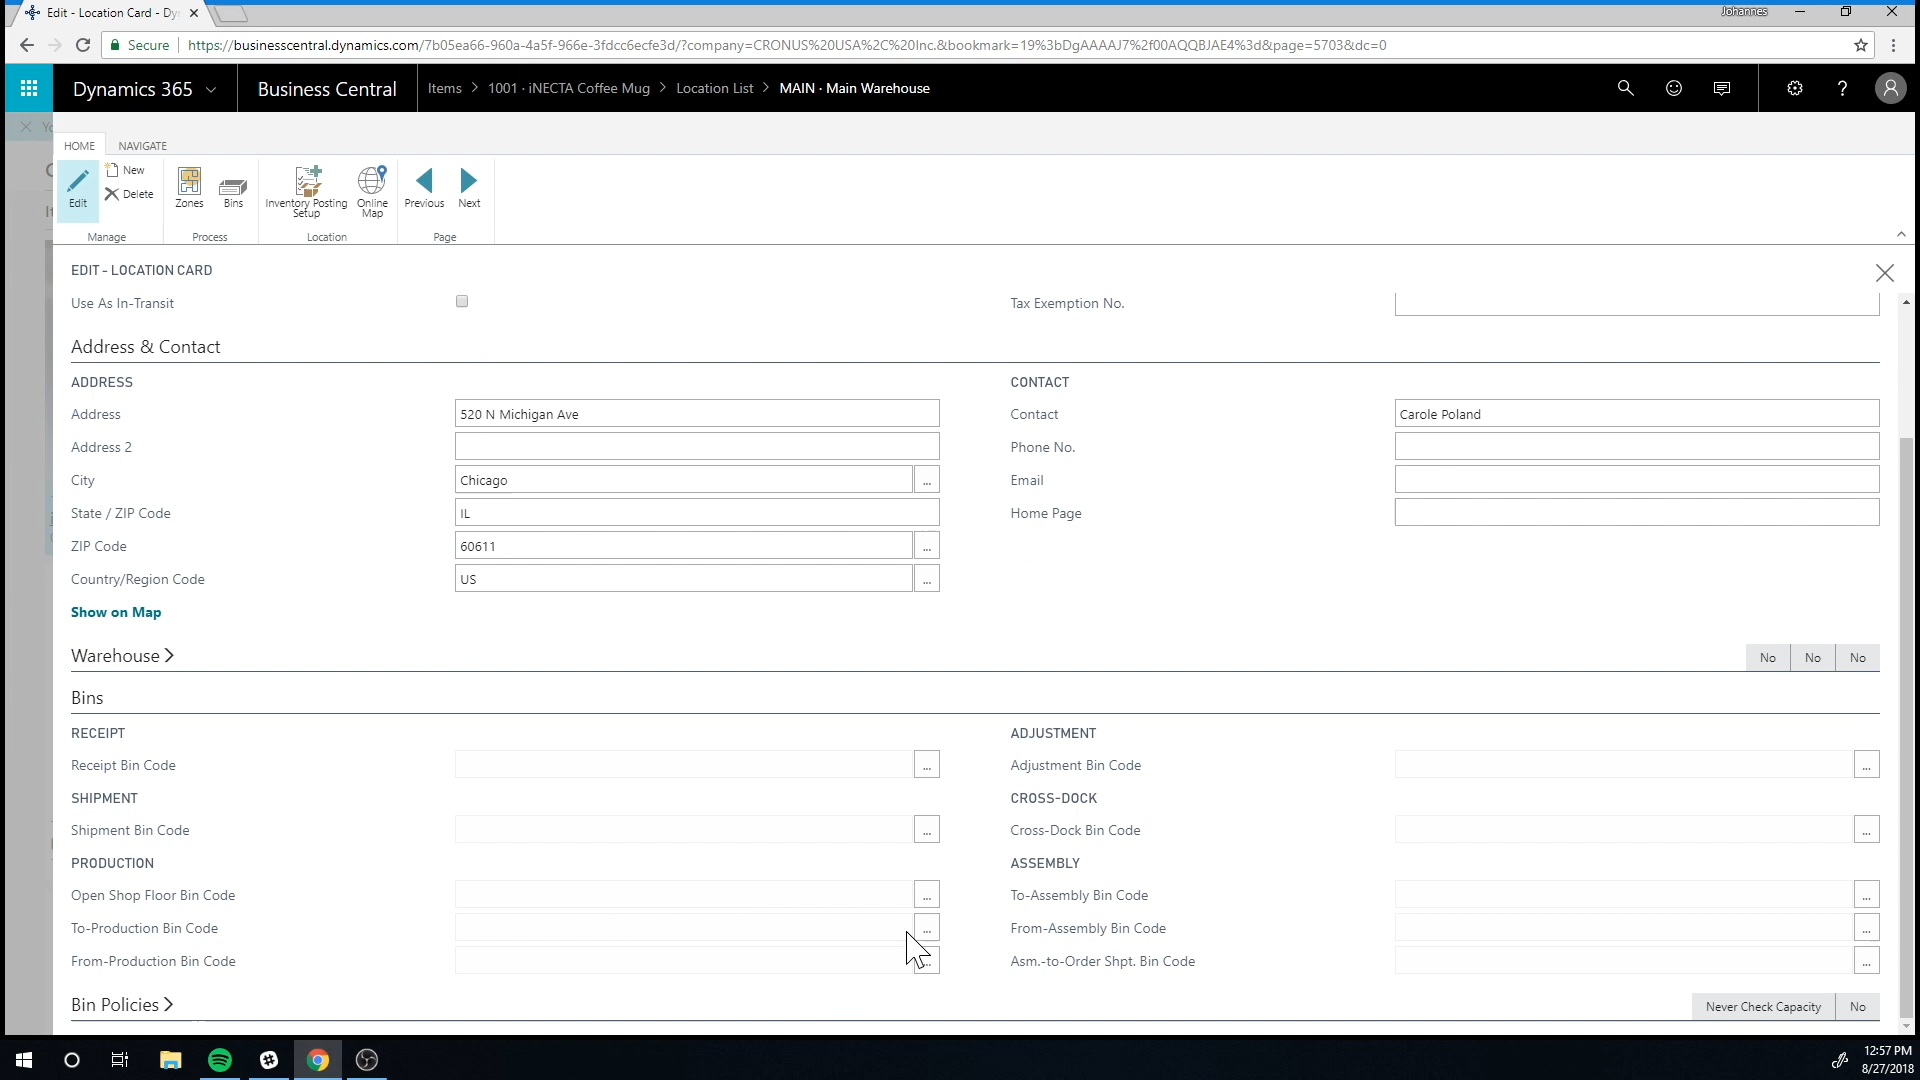 Edit - Location Card - Dy
Johannes
Secure
https://businesscentral.dynamics.com/7b05ea66-960a-4a5f-966e-3fdcc6ecfe3d/?company=CRONUS%20USA%2C%20Inc.&bookmark=19%3bDgAAAAJ7%2f00AQQBJAE4%3d&page=5703&dc=0
Dynamics 365
Business Central
Items > 1001 · iNECTA Coffee Mug > Location List > MAIN · Main Warehouse
HOME
NAVIGATE
Edit
New
Delete
Zones
Bins
Inventory Posting
Setup
Online
Map
Previous
Next
Manage
Process
Location
Page
EDIT - LOCATION CARD
Use As In-Transit
Tax Exemption No.
Address & Contact
ADDRESS
CONTACT
Address
520 N Michigan Ave
Contact
Carole Poland
Address 2
Phone No.
City
Chicago
...
Email
State / ZIP Code
IL
Home Page
ZIP Code
60611
...
Country/Region Code
US
...
Show on Map
Warehouse >
No
No
No
Bins
RECEIPT
ADJUSTMENT
Receipt Bin Code
...
Adjustment Bin Code
...
SHIPMENT
CROSS-DOCK
Shipment Bin Code
...
Cross-Dock Bin Code
...
PRODUCTION
ASSEMBLY
Open Shop Floor Bin Code
...
To-Assembly Bin Code
...
To-Production Bin Code
...
From-Assembly Bin Code
...
From-Production Bin Code
...
Asm.-to-Order Shpt. Bin Code
...
Bin Policies >
Never Check Capacity
No
12:57 PM
8/27/2018